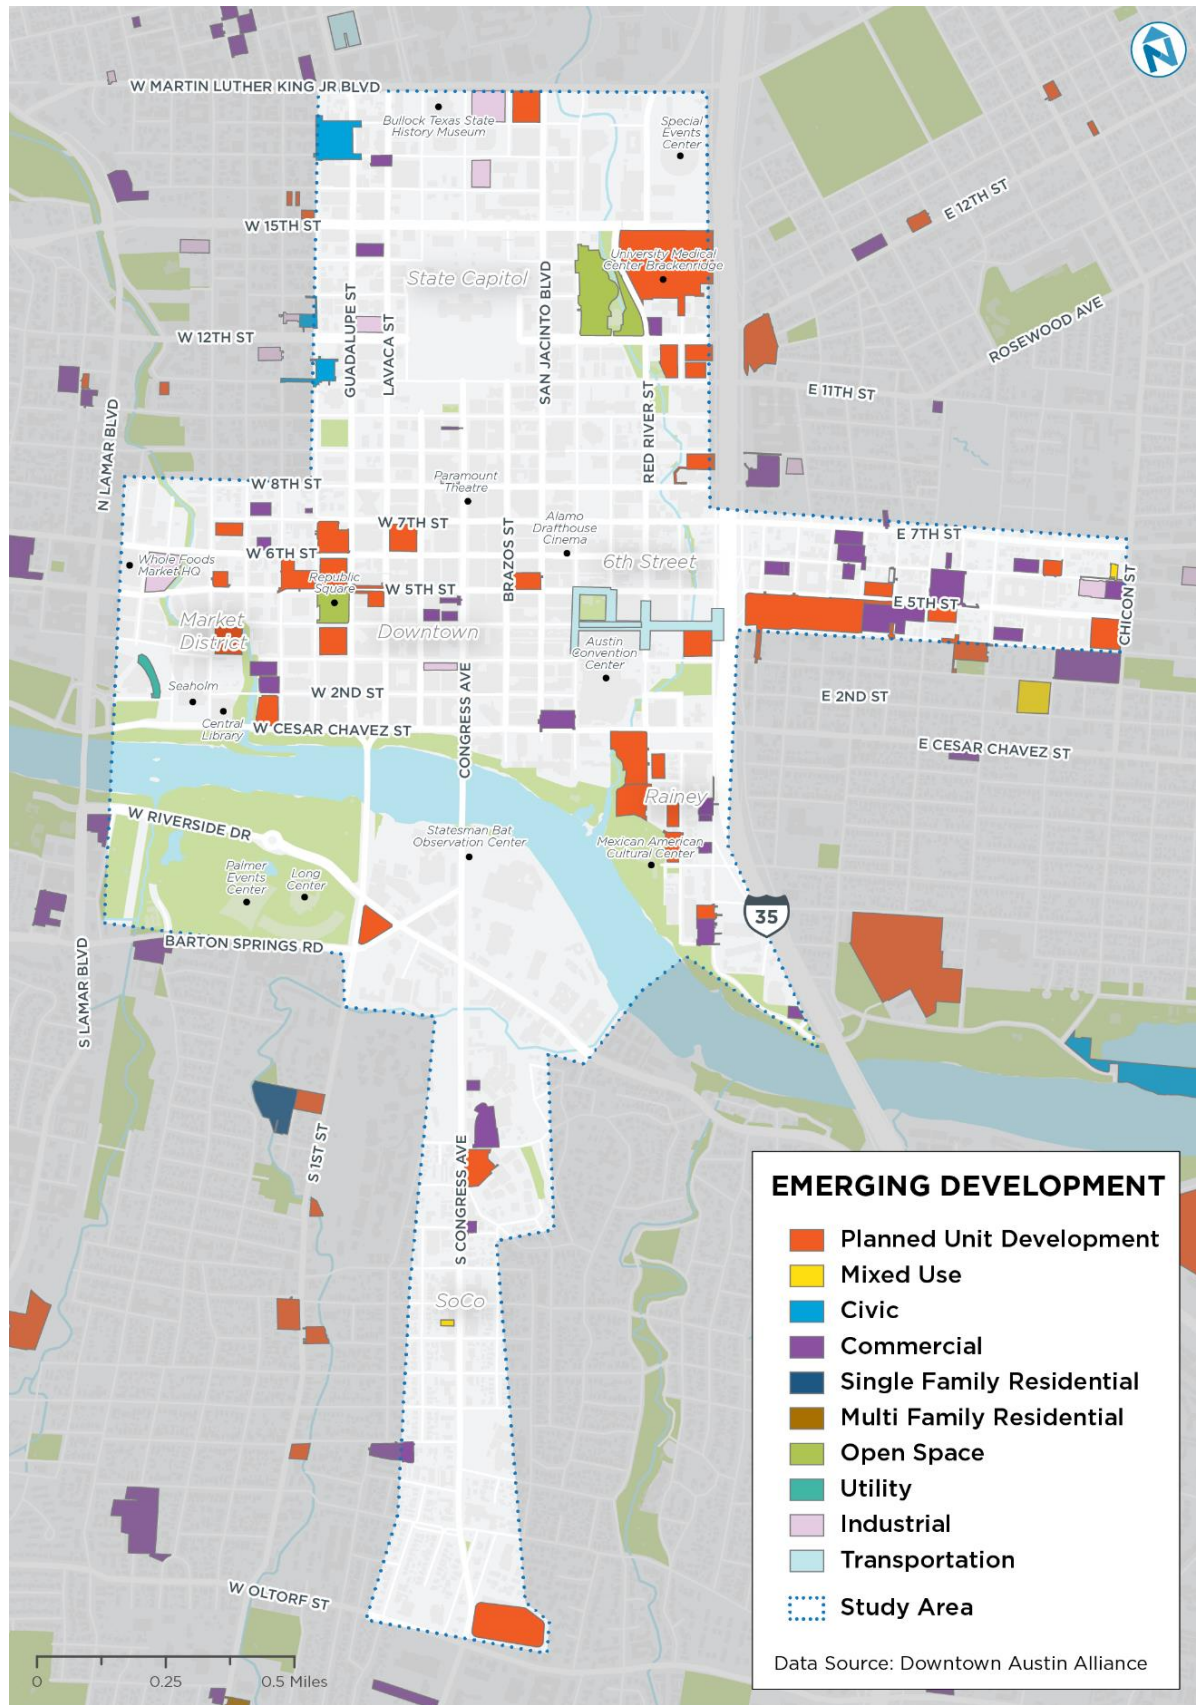 N
W MARTIN LUTHER KING JR BLVD
Bullock Texas State
History Museum
Special
Events
Center
E 12TH ST
W 15TH ST
University Medical
Center Brackenridge
State Capitol
GUADALUPE ST
LAVACA ST
SAN JACINTO BLVD
ROSEWOOD AVE
W 12TH ST
E 11TH ST
RED RIVER ST
N LAMAR BLVD
W 8TH ST
Paramount
Theatre
W 7TH ST
Alamo
Drafthouse
Cinema
BRAZOS ST
E 7TH ST
W 6TH ST
6th Street
Whole Foods
Market HQ
Republic
Square
W 5TH ST
E 5TH ST
CHICON ST
Market
District
Downtown
Austin
Convention
Center
Seaholm
W 2ND ST
E 2ND ST
Central
Library
W CESAR CHAVEZ ST
CONGRESS AVE
E CESAR CHAVEZ ST
Rainey
W RIVERSIDE DR
Statesman Bat
Observation Center
Mexican American
Cultural Center
Palmer
Events
Center
Long
Center
35
BARTON SPRINGS RD
S LAMAR BLVD
S 1ST ST
S CONGRESS AVE
SoCo
W OLTORF ST
0
0.25
0.5 Miles
EMERGING DEVELOPMENT
Planned Unit Development
Mixed Use
Civic
Commercial
Single Family Residential
Multi Family Residential
Open Space
Utility
Industrial
Transportation
Study Area
Data Source: Downtown Austin Alliance